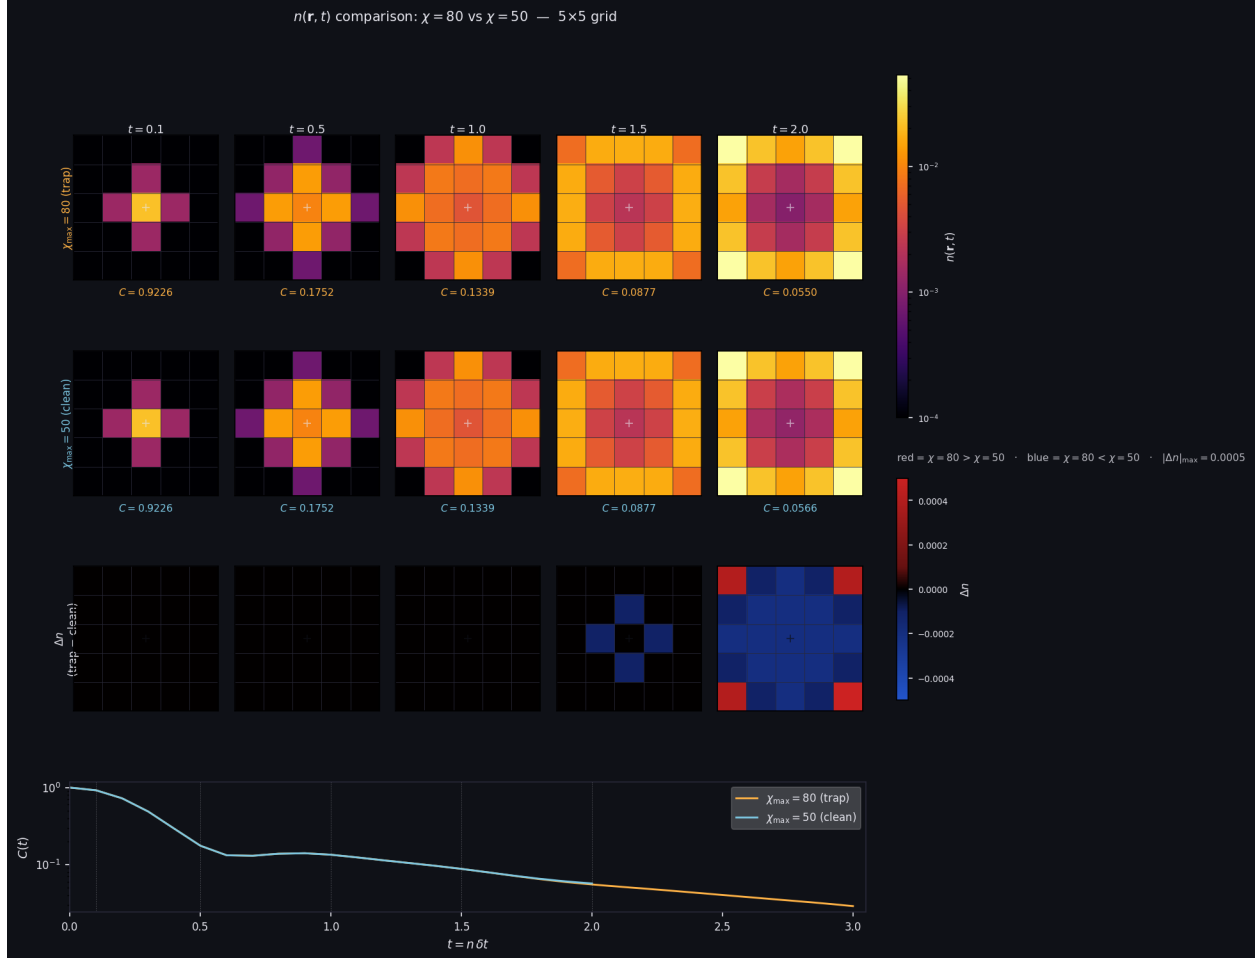 n(r, t) comparison: χ = 80 vs χ = 50 — 5×5 grid
t = 0.1
t = 0.5
t = 1.0
t = 1.5
t = 2.0
χmax = 80 (trap)
C = 0.9226
C = 0.1752
C = 0.1339
C = 0.0877
C = 0.0550
10⁻²
10⁻³
10⁻⁴
n(r, t)
χmax = 50 (clean)
C = 0.9226
C = 0.1752
C = 0.1339
C = 0.0877
C = 0.0566
red = χ = 80 > χ = 50 · blue = χ = 80 < χ = 50 · |Δn|max = 0.0005
Δn
(trap − clean)
0.0004
0.0002
0.0000
−0.0002
−0.0004
Δn
10⁰
10⁻¹
C(t)
χmax = 80 (trap)
χmax = 50 (clean)
0.0
0.5
1.0
1.5
2.0
2.5
3.0
t = n δt